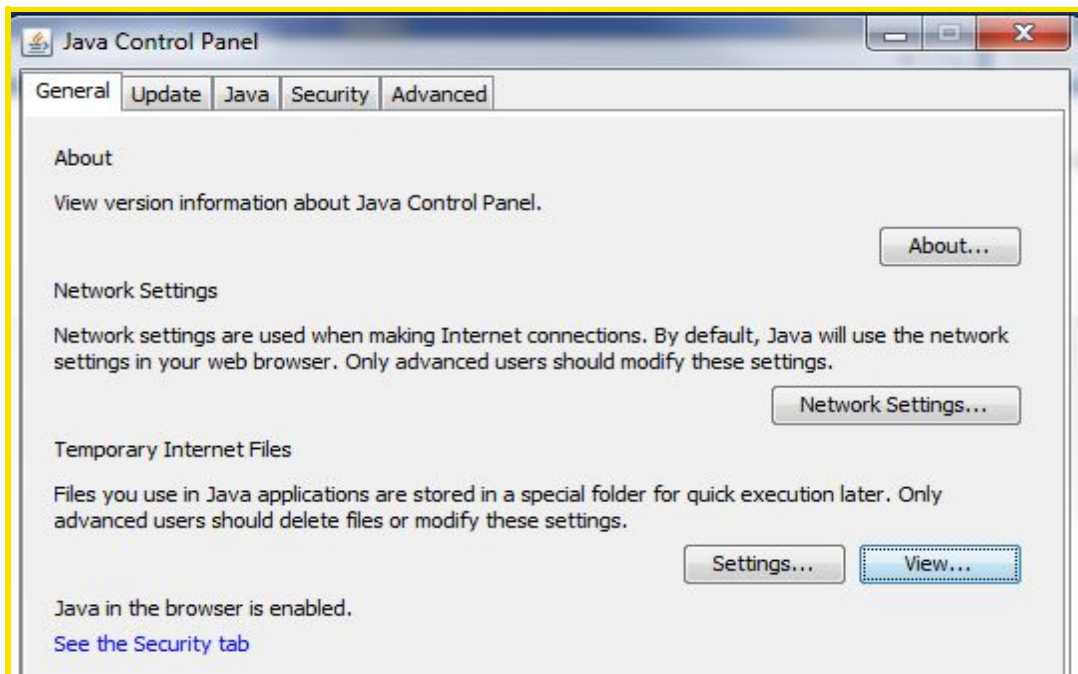 Java Control Panel
General Update Java Security Advanced
About
View version information about Java Control Panel.
About...
Network Settings
Network settings are used when making Internet connections. By default, Java will use the network
settings in your web browser. Only advanced users should modify these settings.
Network Settings...
Temporary Internet Files
Files you use in Java applications are stored in a special folder for quick execution later. Only
advanced users should delete files or modify these settings.
Settings... View...
Java in the browser is enabled.
See the Security tab